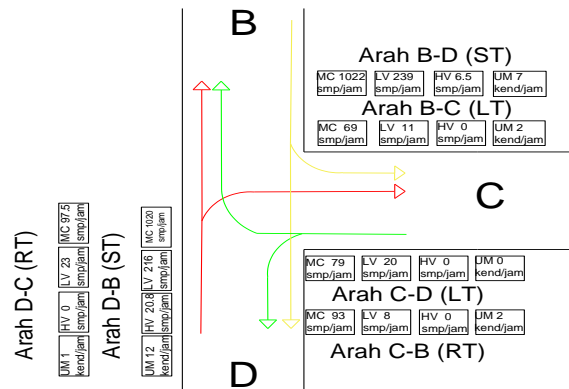 B
Arah B-D (ST)
MC 1022 smp/jam LV 239 smp/jam HV 6.5 smp/jam UM 7 kend/jam
Arah B-C (LT)
MC 69 smp/jam LV 11 smp/jam HV 0 smp/jam UM 2 kend/jam
C
MC 79 smp/jam LV 20 smp/jam HV 0 smp/jam UM 0 kend/jam
Arah C-D (LT)
MC 93 smp/jam LV 8 smp/jam HV 0 smp/jam UM 2 kend/jam
Arah C-B (RT)
Arah D-C (RT)
UM 1 kend/jam HV 0 smp/jam LV 23 smp/jam MC 97.5 smp/jam
Arah D-B (ST)
UM 12 kend/jam HV 20.8 smp/jam LV 216 smp/jam MC 1020 smp/jam
D